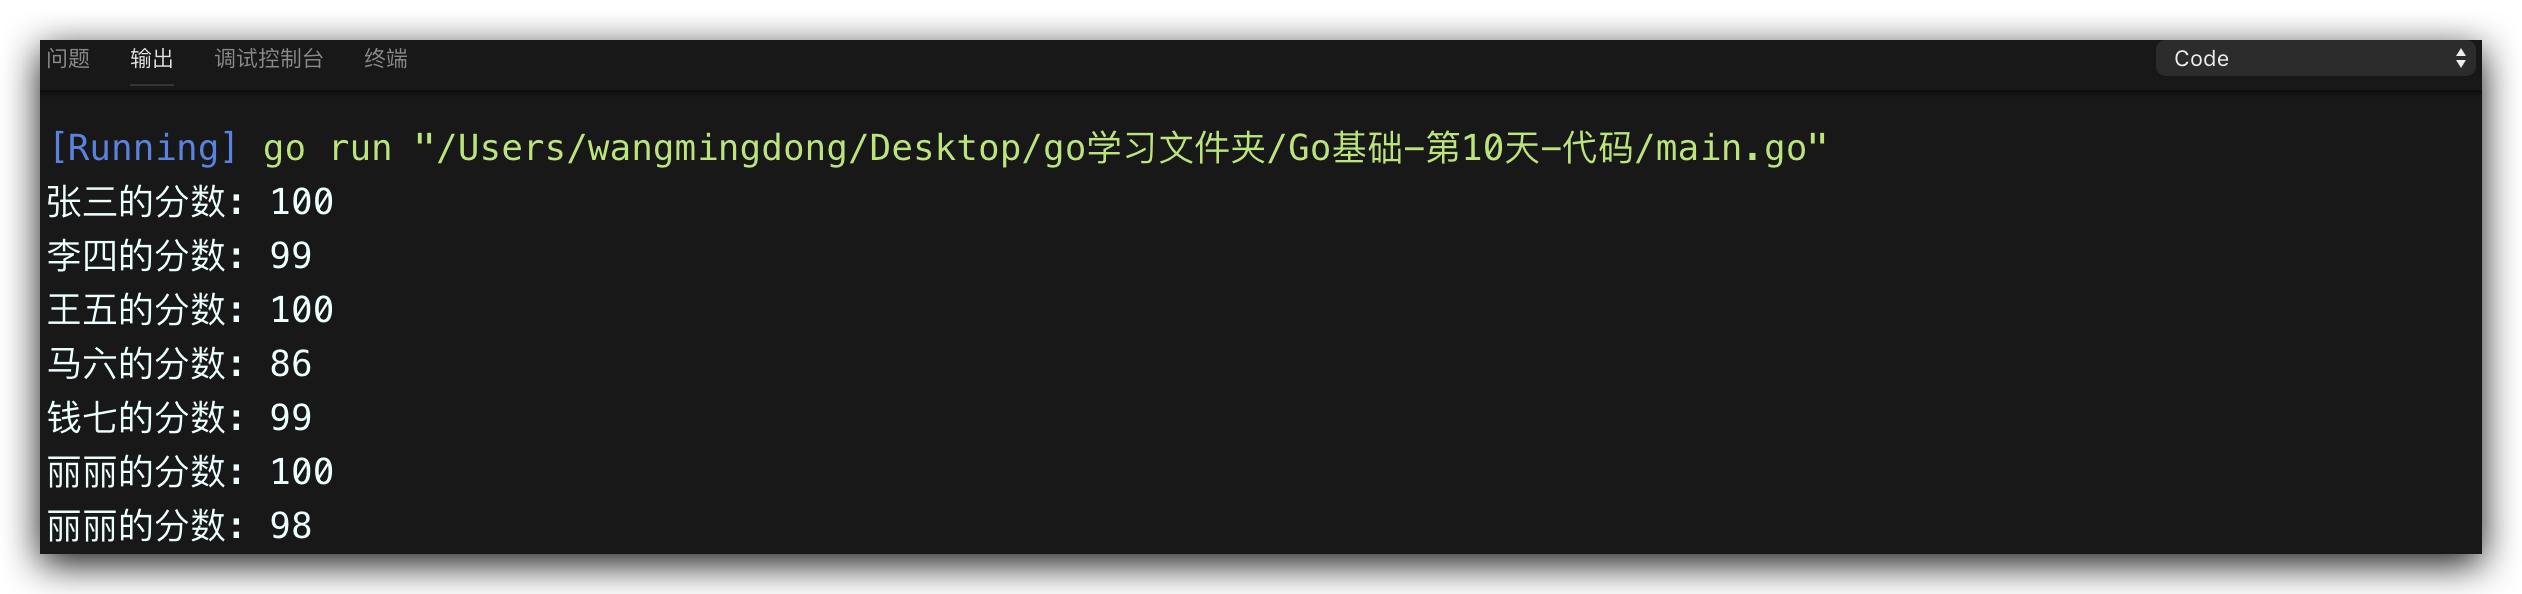 问题 输出 调试控制台 终端 Code
[Running] go run "/Users/wangmingdong/Desktop/go学习文件夹/Go基础-第10天-代码/main.go"
张三的分数: 100
李四的分数: 99
王五的分数: 100
马六的分数: 86
钱七的分数: 99
丽丽的分数: 100
丽丽的分数: 98